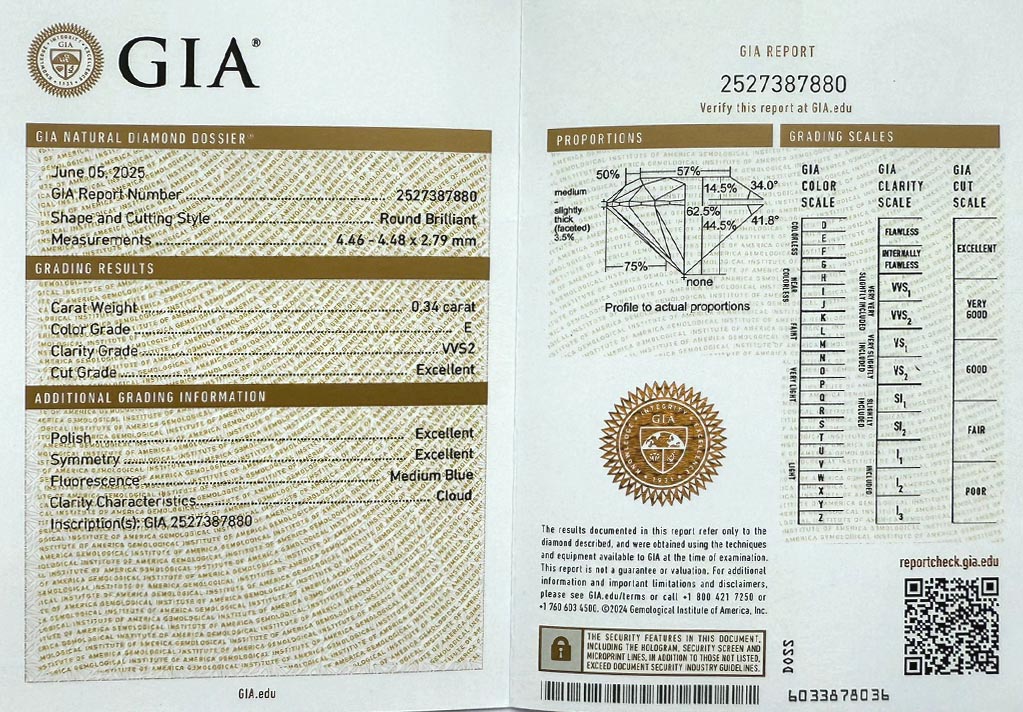 GIA®
GIA NATURAL DIAMOND DOSSIER®
June 05, 2025
GIA Report Number 2527387880
Shape and Cutting Style Round Brilliant
Measurements 4.46 - 4.48 x 2.79 mm
GRADING RESULTS
Carat Weight 0.34 carat
Color Grade E
Clarity Grade VVS2
Cut Grade Excellent
ADDITIONAL GRADING INFORMATION
Polish Excellent
Symmetry Excellent
Fluorescence Medium Blue
Clarity Characteristics Cloud
Inscription(s): GIA 2527387880
GIA.edu
GIA REPORT
2527387880
Verify this report at GIA.edu
PROPORTIONS
50%
57%
14.5%
34.0°
medium
-
slightly
thick
(faceted)
3.5%
62.5%
44.5%
41.8°
75%
none
Profile to actual proportions
GIA
The results documented in this report refer only to the
diamond described, and were obtained using the techniques
and equipment available to GIA at the time of examination.
This report is not a guarantee or valuation. For additional
information and important limitations and disclaimers,
please see GIA.edu/terms or call +1 800 421 7250 or
+1 760 603 4500. ©2024 Gemological Institute of America, Inc.
THE SECURITY FEATURES IN THIS DOCUMENT,
INCLUDING THE HOLOGRAM, SECURITY SCREEN AND
MICROPRINT LINES, IN ADDITION TO THOSE NOT LISTED,
EXCEED DOCUMENT SECURITY INDUSTRY GUIDELINES.
GRADING SCALES
GIA
COLOR
SCALE
COLORLESS
D
E
F
NEAR COLORLESS
G
H
I
J
FAINT
K
L
M
VERY LIGHT
N
O
P
Q
R
LIGHT
S
T
U
V
W
X
Y
Z
GIA
CLARITY
SCALE
FLAWLESS
INTERNALLY
FLAWLESS
VERY VERY
SLIGHTLY INCLUDED
VVS1
VVS2
VERY SLIGHTLY
INCLUDED
VS1
VS2
SLIGHTLY
INCLUDED
SI1
SI2
INCLUDED
I1
I2
I3
GIA
CUT
SCALE
EXCELLENT
VERY
GOOD
GOOD
FAIR
POOR
reportcheck.gia.edu
6033878036